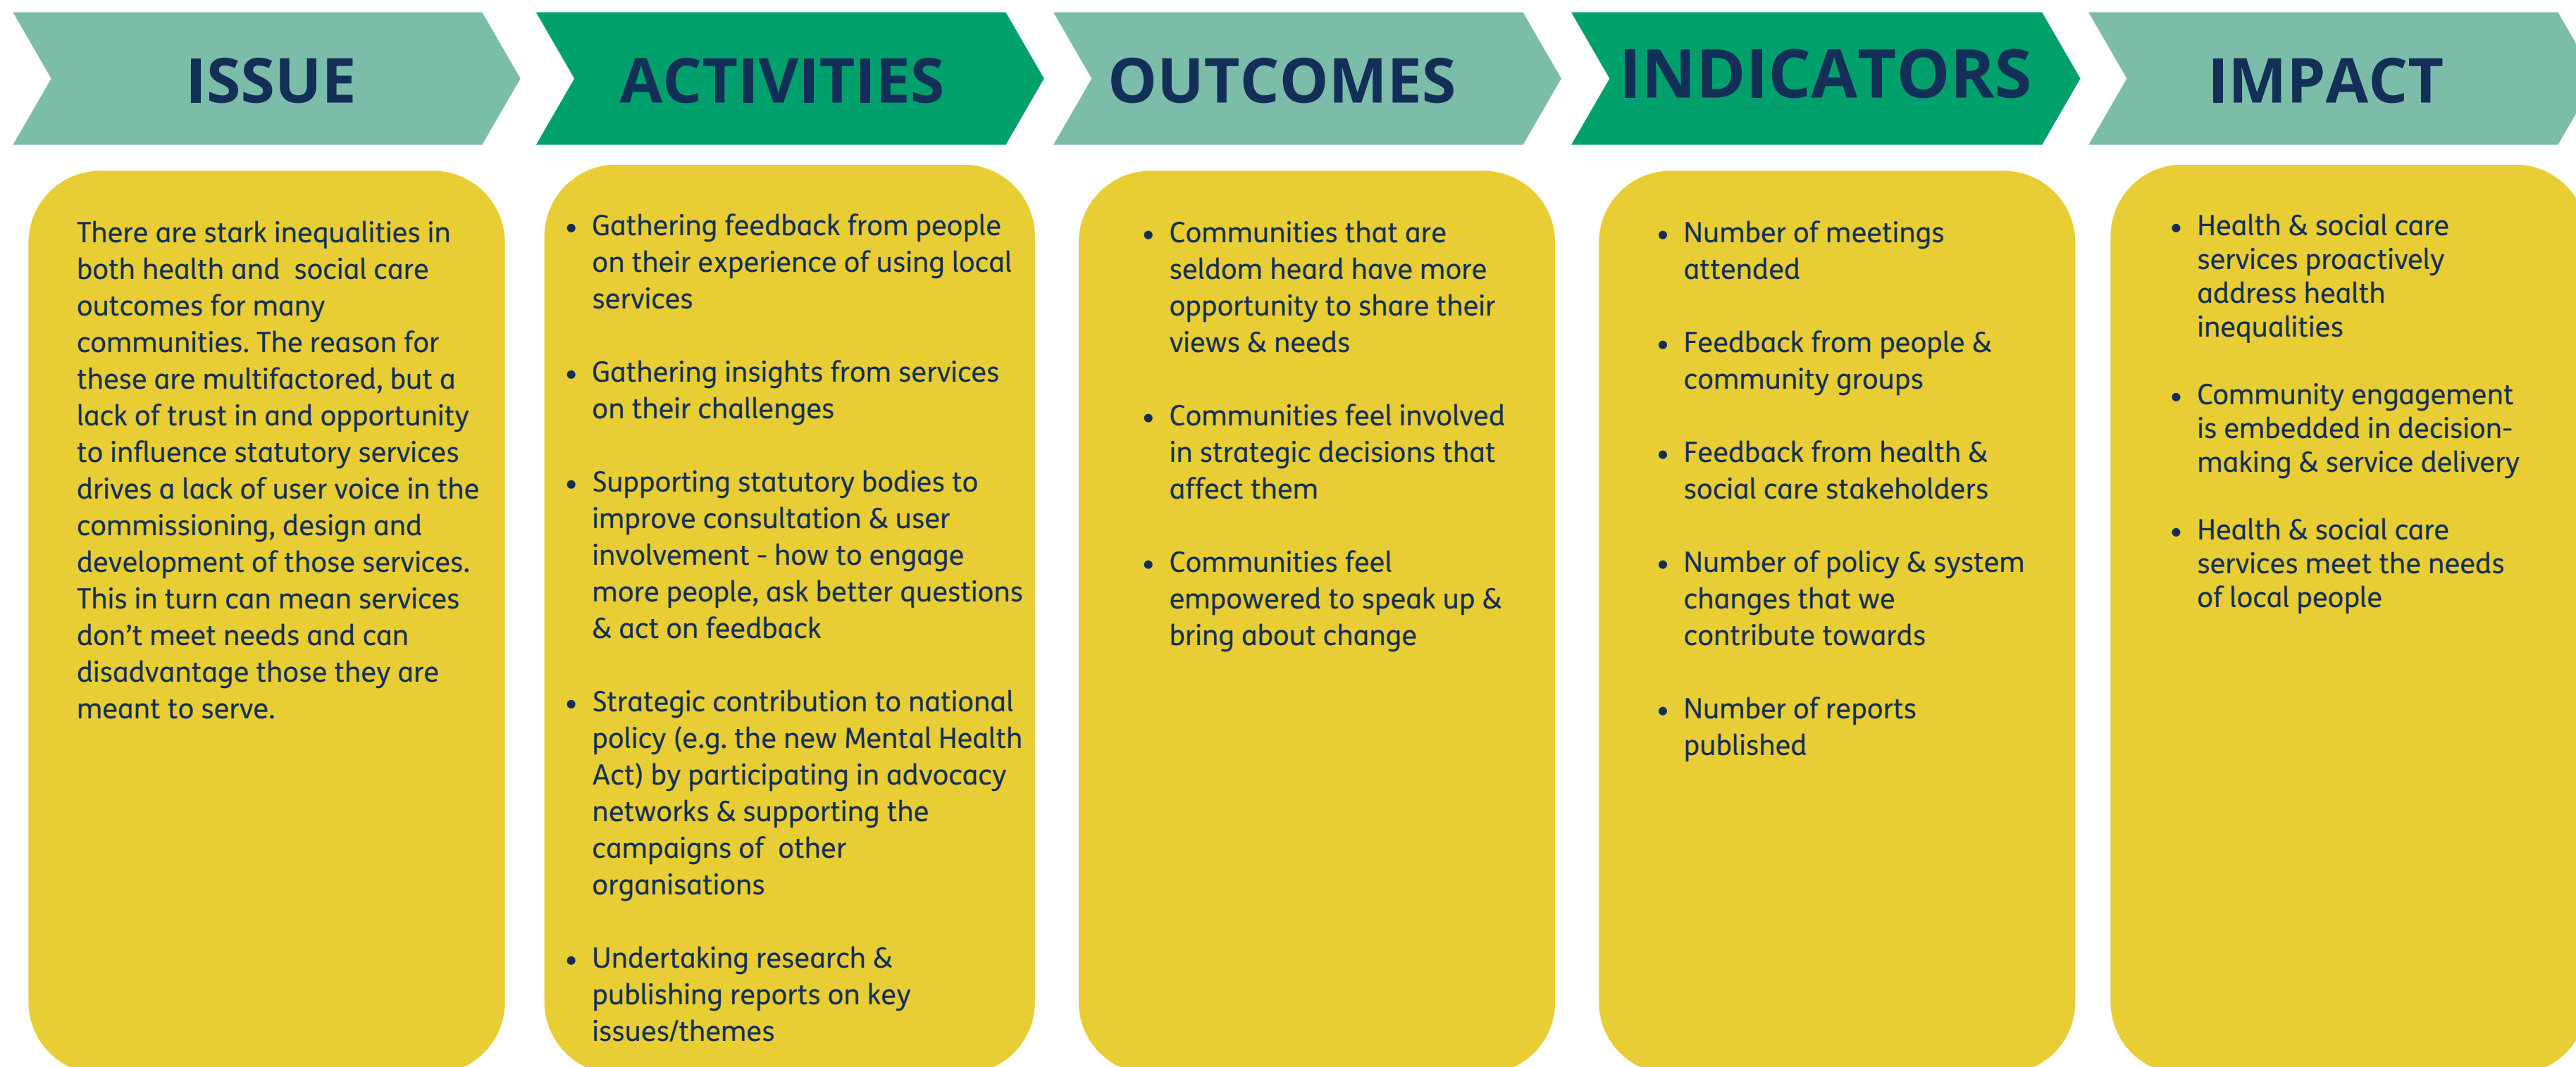 ISSUE
There are stark inequalities in
both health and  social care
outcomes for many
communities. The reason for
these are multifactored, but a
lack of trust in and opportunity
to influence statutory services
drives a lack of user voice in the
commissioning, design and
development of those services.
This in turn can mean services
don’t meet needs and can
disadvantage those they are
meant to serve.
ACTIVITIES
• Gathering feedback from people
on their experience of using local
services
• Gathering insights from services
on their challenges
• Supporting statutory bodies to
improve consultation & user
involvement - how to engage
more people, ask better questions
& act on feedback
• Strategic contribution to national
policy (e.g. the new Mental Health
Act) by participating in advocacy
networks & supporting the
campaigns of  other
organisations
• Undertaking research &
publishing reports on key
issues/themes
OUTCOMES
• Communities that are
seldom heard have more
opportunity to share their
views & needs
• Communities feel involved
in strategic decisions that
affect them
• Communities feel
empowered to speak up &
bring about change
INDICATORS
• Number of meetings
attended
• Feedback from people &
community groups
• Feedback from health &
social care stakeholders
• Number of policy & system
changes that we
contribute towards
• Number of reports
published
IMPACT
• Health & social care
services proactively
address health
inequalities
• Community engagement
is embedded in decision-
making & service delivery
• Health & social care
services meet the needs
of local people